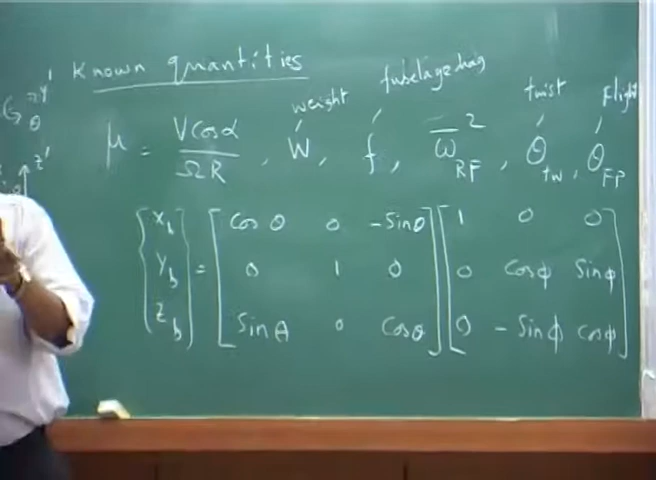 Known quantities
weight fuselage drag twist Flight
μ = V Cos α / Ω R , W , f , ω̄²_RF , θ_tw , θ_FP
y'
θ
z'
{ x_b } = [ Cos θ 0 - Sin θ ] [ 1 0 0 ]
{ y_b } [ 0 1 0 ] [ 0 Cos φ Sin φ ]
{ z_b } [ Sin θ 0 Cos θ ] [ 0 - Sin φ Cos φ ]